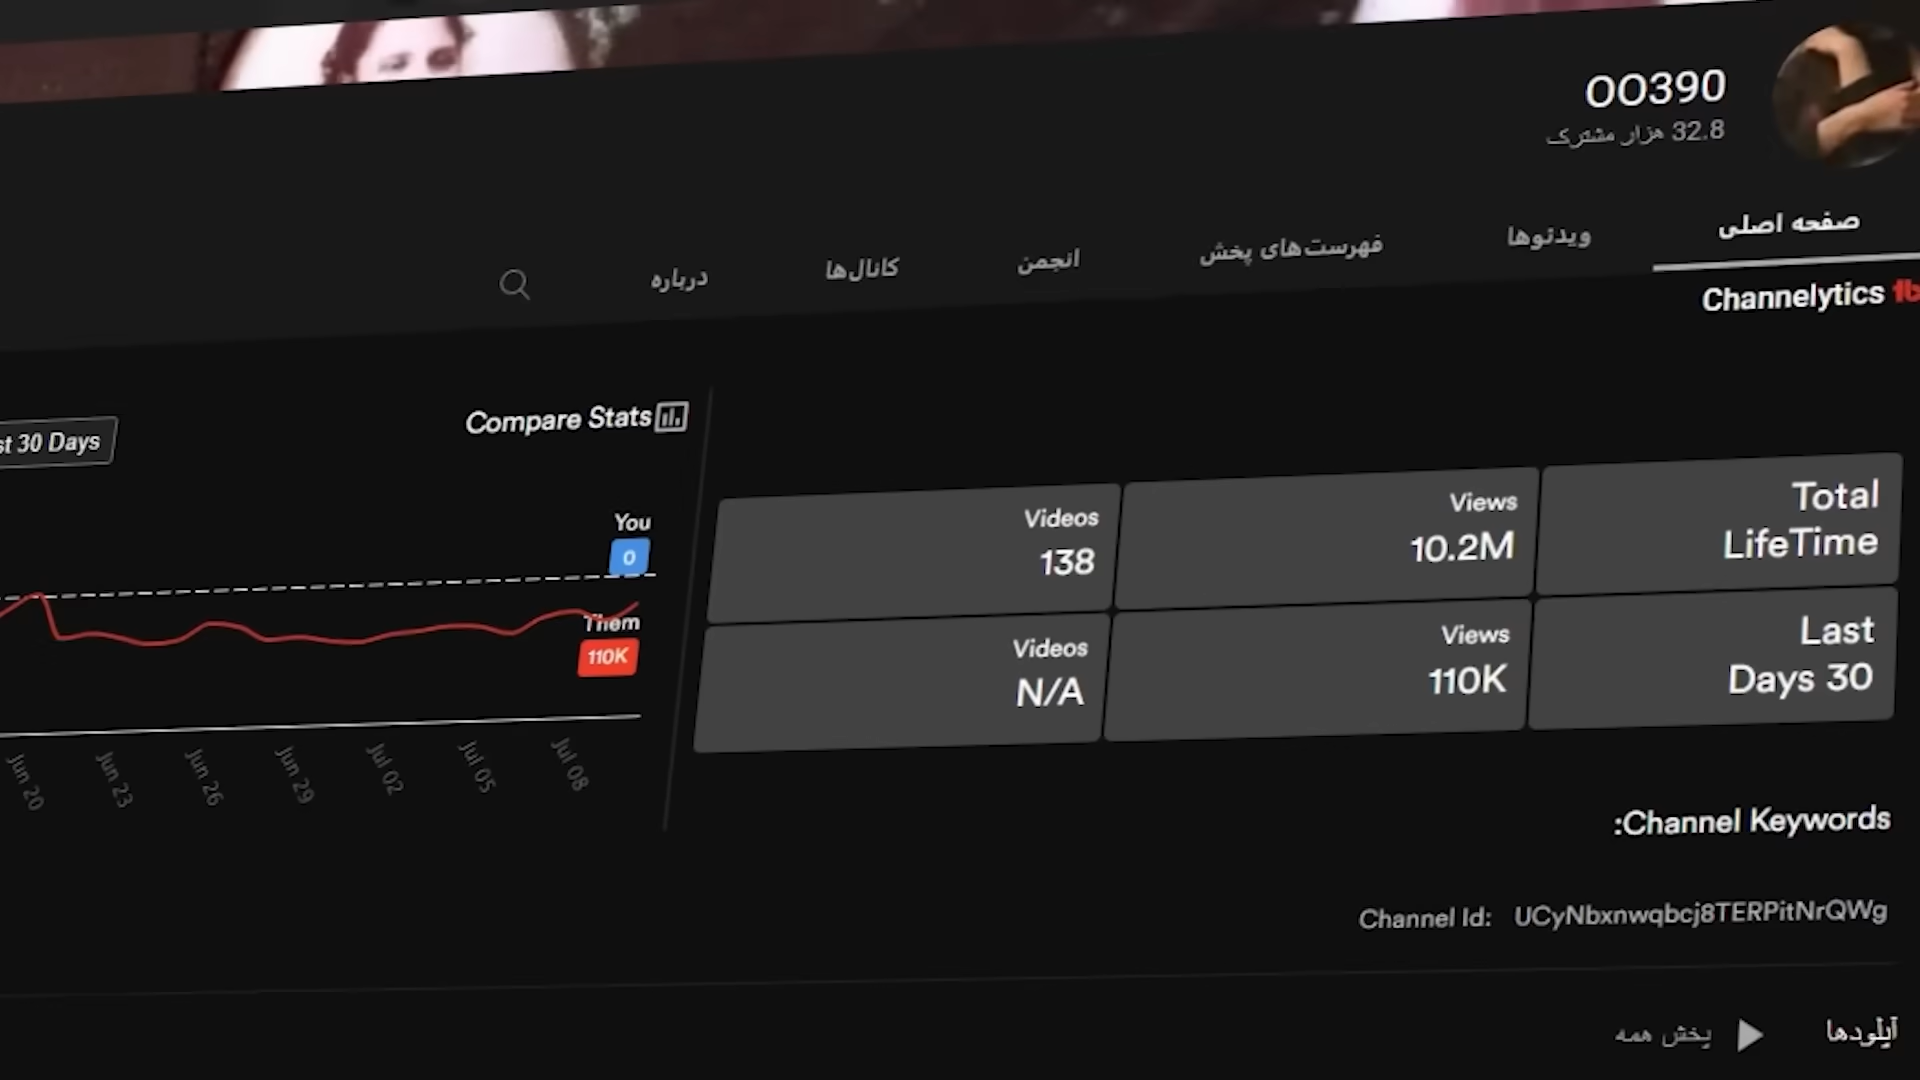 OO390
32.8 هزار مشترک
صفحه اصلی
ویدئوها
فهرست‌های پخش
انجمن
کانال‌ها
درباره
Channelytics
30 Days
Compare Stats
You
0
Them
110K
Jun 20
Jun 23
Jun 26
Jun 29
Jul 02
Jul 05
Jul 08
Total
LifeTime
Views
10.2M
Videos
138
Last
Days 30
Views
110K
Videos
N/A
:Channel Keywords
Channel Id: UCyNbxnwqbcj8TERPitNrQWg
آپلودها
پخش همه